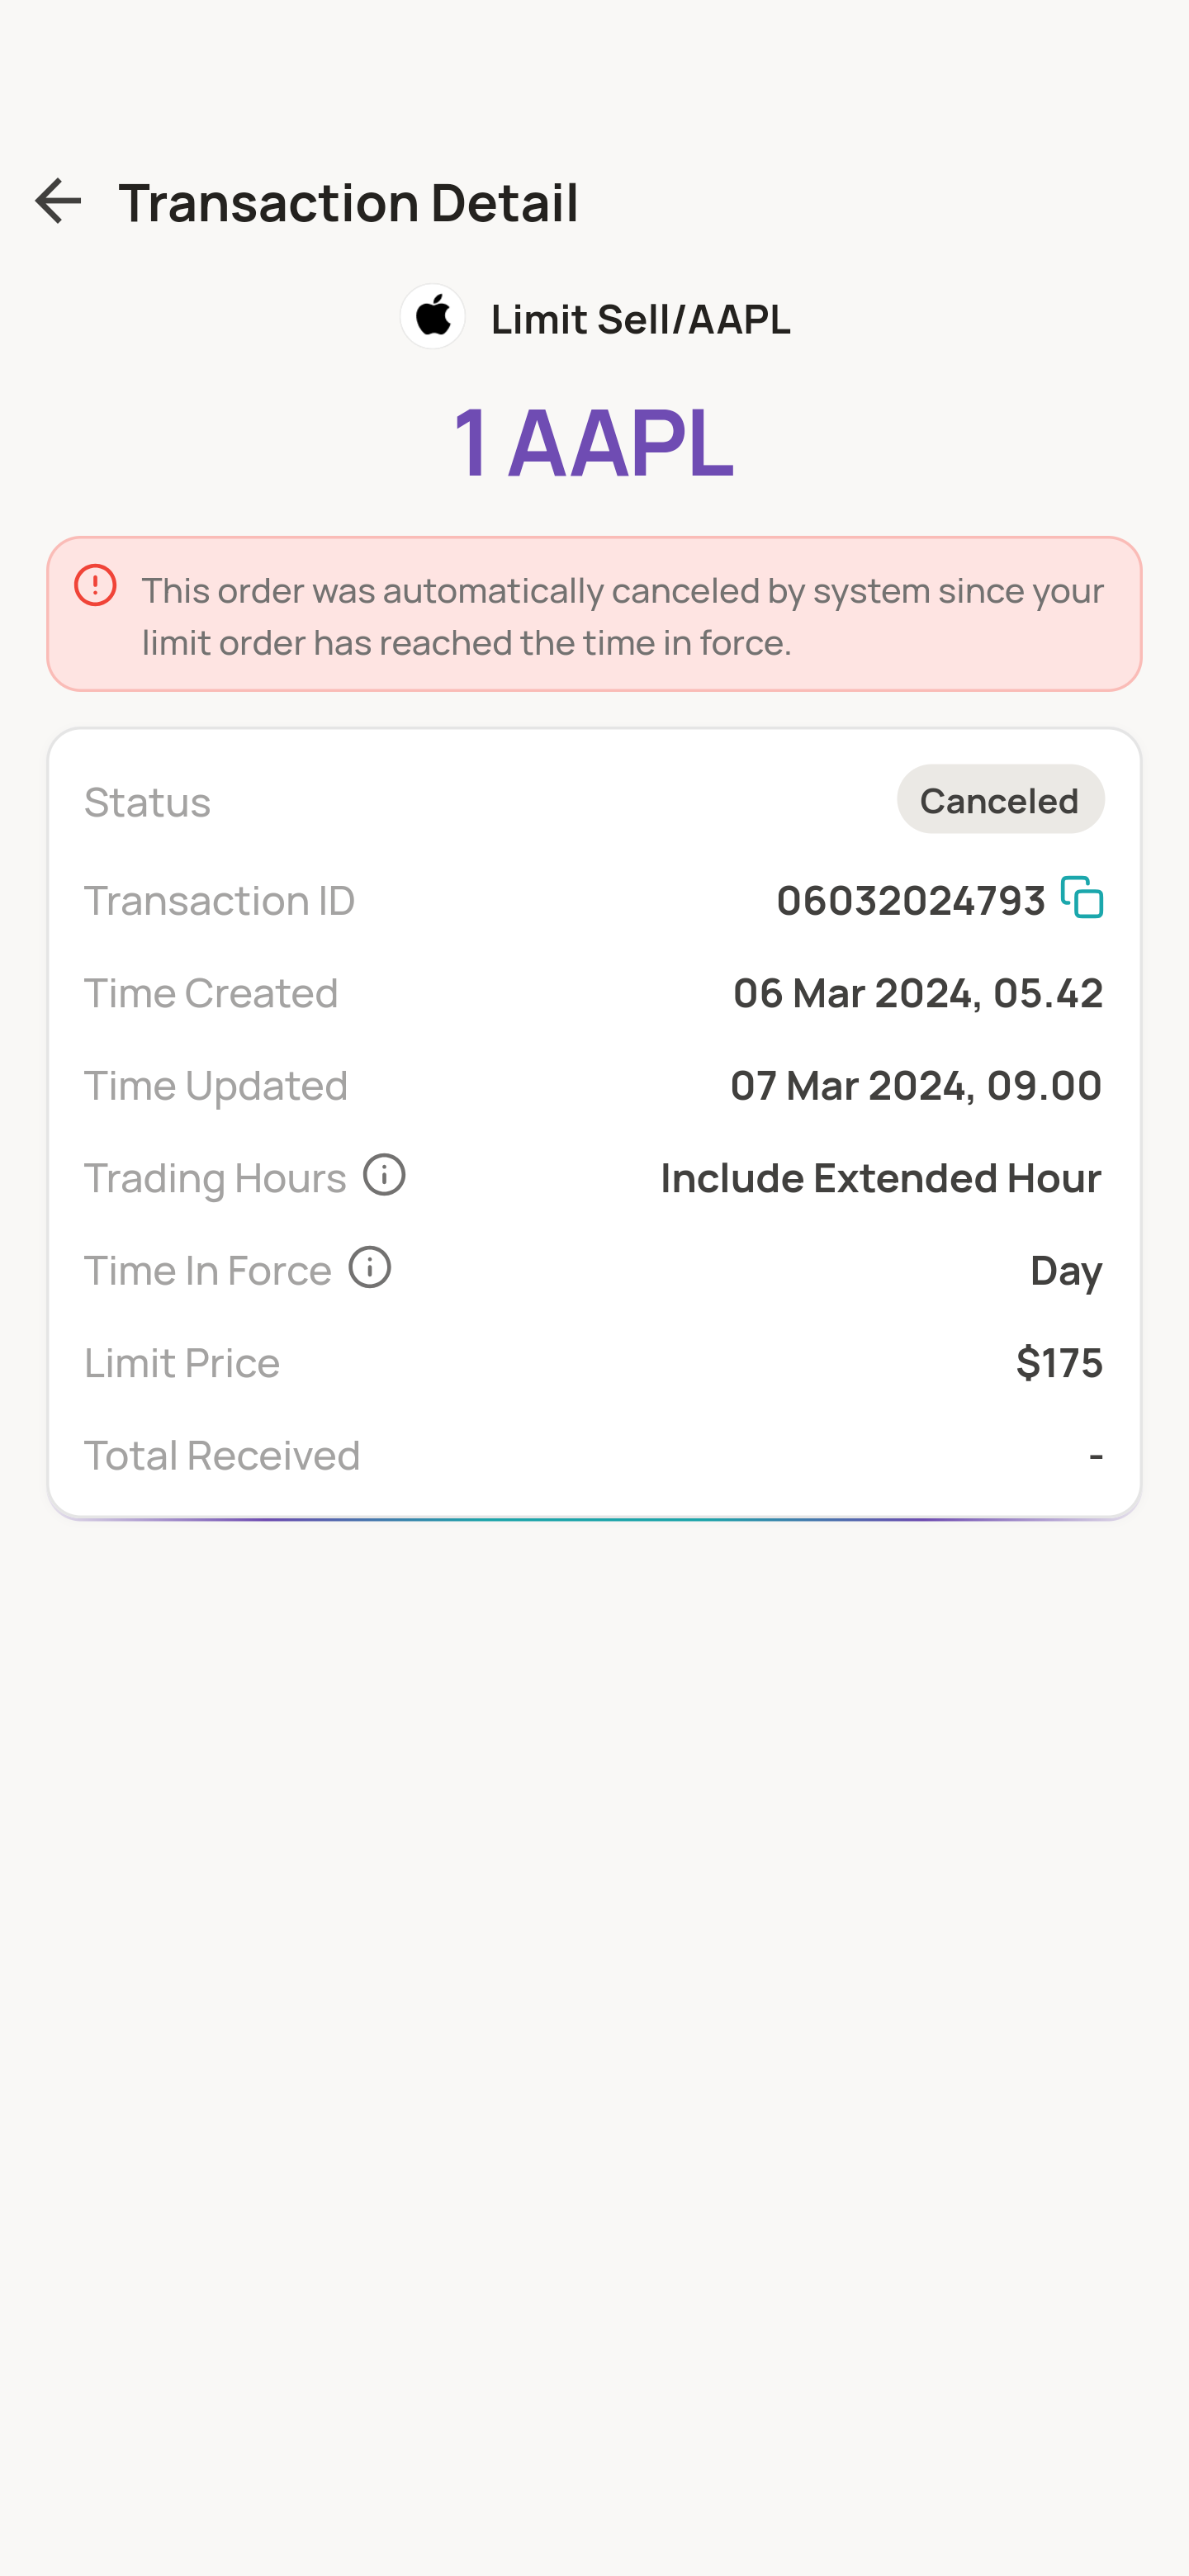 Transaction Detail
Limit Sell/AAPL
1 AAPL
This order was automatically canceled by system since your
limit order has reached the time in force.
Status Canceled
Transaction ID 06032024793
Time Created 06 Mar 2024, 05.42
Time Updated 07 Mar 2024, 09.00
Trading Hours Include Extended Hour
Time In Force Day
Limit Price $175
Total Received -